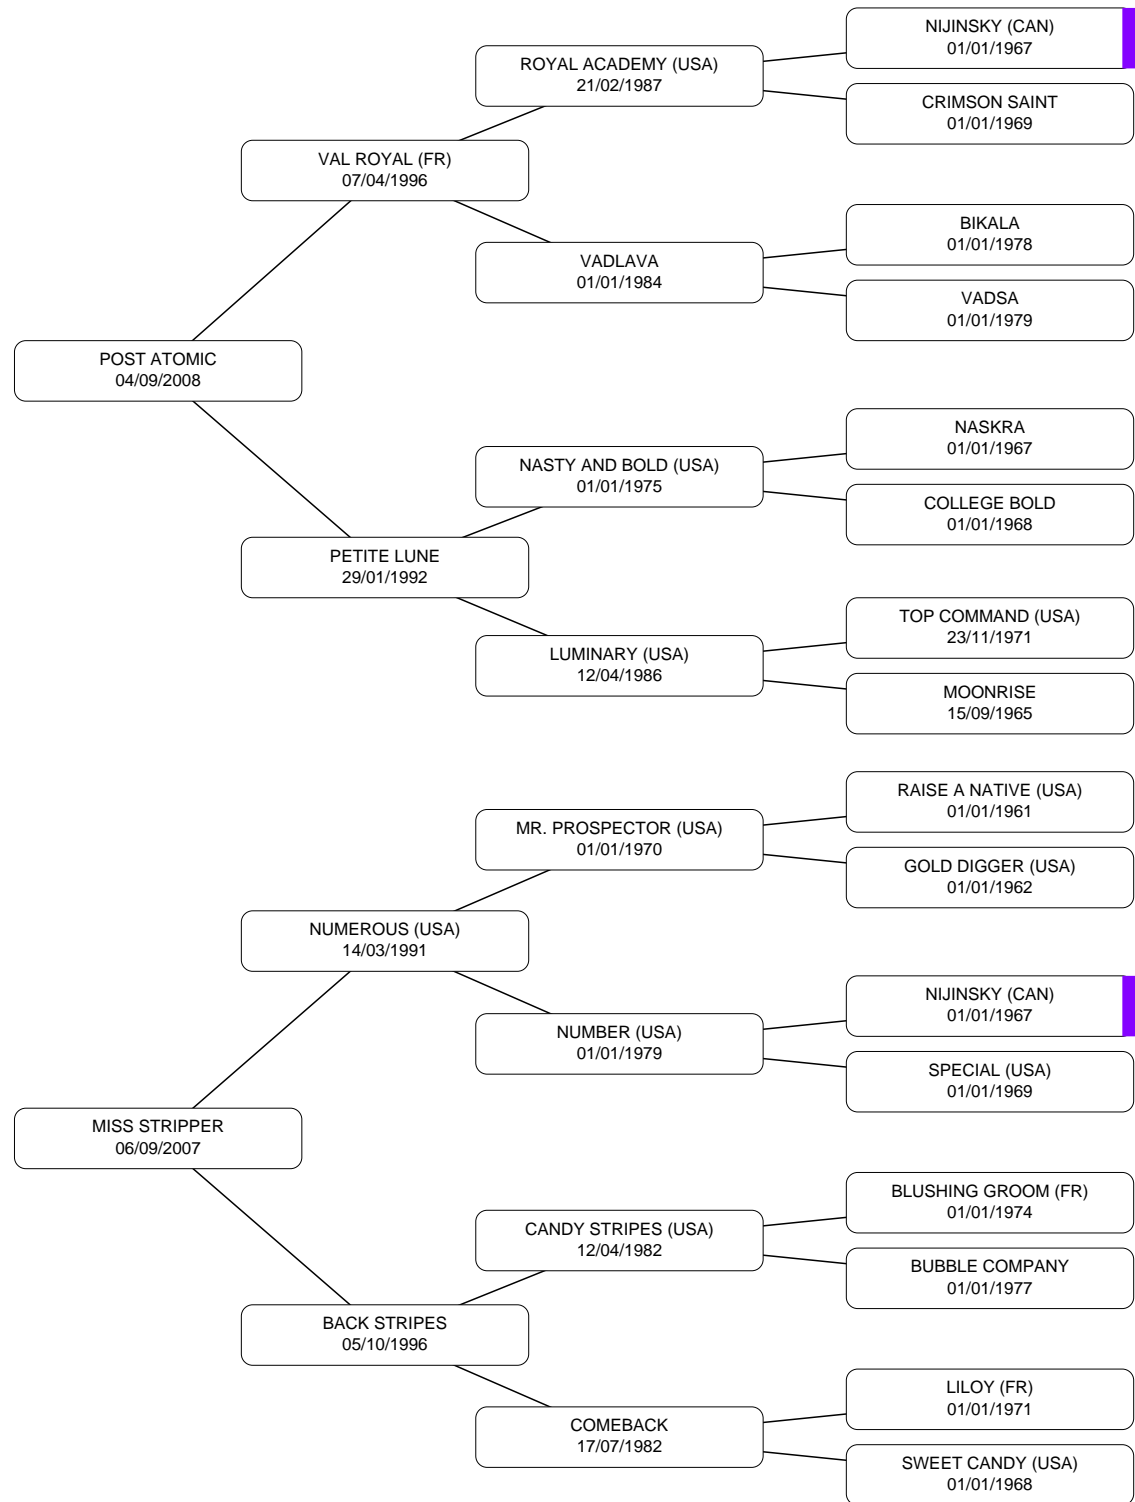 NIJINSKY (CAN)
01/01/1967
ROYAL ACADEMY (USA)
21/02/1987
CRIMSON SAINT
01/01/1969
VAL ROYAL (FR)
07/04/1996
BIKALA
01/01/1978
VADLAVA
01/01/1984
VADSA
01/01/1979
POST ATOMIC
04/09/2008
NASKRA
01/01/1967
NASTY AND BOLD (USA)
01/01/1975
COLLEGE BOLD
01/01/1968
PETITE LUNE
29/01/1992
TOP COMMAND (USA)
23/11/1971
LUMINARY (USA)
12/04/1986
MOONRISE
15/09/1965
RAISE A NATIVE (USA)
01/01/1961
MR. PROSPECTOR (USA)
01/01/1970
GOLD DIGGER (USA)
01/01/1962
NUMEROUS (USA)
14/03/1991
NIJINSKY (CAN)
01/01/1967
NUMBER (USA)
01/01/1979
SPECIAL (USA)
01/01/1969
MISS STRIPPER
06/09/2007
BLUSHING GROOM (FR)
01/01/1974
CANDY STRIPES (USA)
12/04/1982
BUBBLE COMPANY
01/01/1977
BACK STRIPES
05/10/1996
LILOY (FR)
01/01/1971
COMEBACK
17/07/1982
SWEET CANDY (USA)
01/01/1968